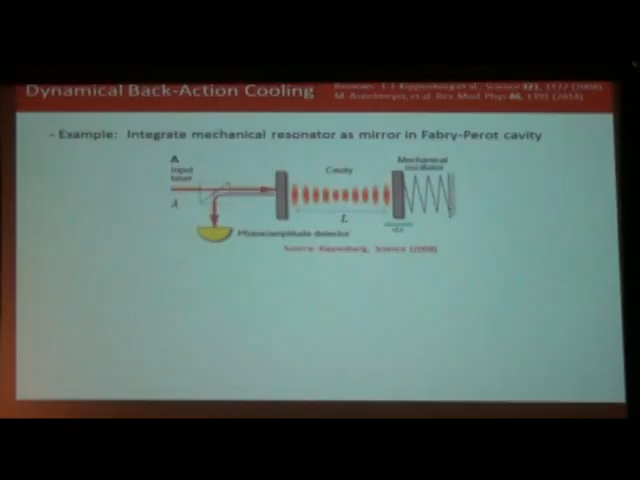 Dynamical Back-Action Cooling
Reviews: T.J. Kippenberg et al., Science 321, 1172 (2008)
M. Aspelmeyer, et al. Rev. Mod. Phys 86, 1391 (2014)
- Example: Integrate mechanical resonator as mirror in Fabry-Perot cavity
A
Input
laser
λ
Cavity
Mechanical
oscillator
L
Phase/amplitude detector
Source: Kippenberg, Science (2008)